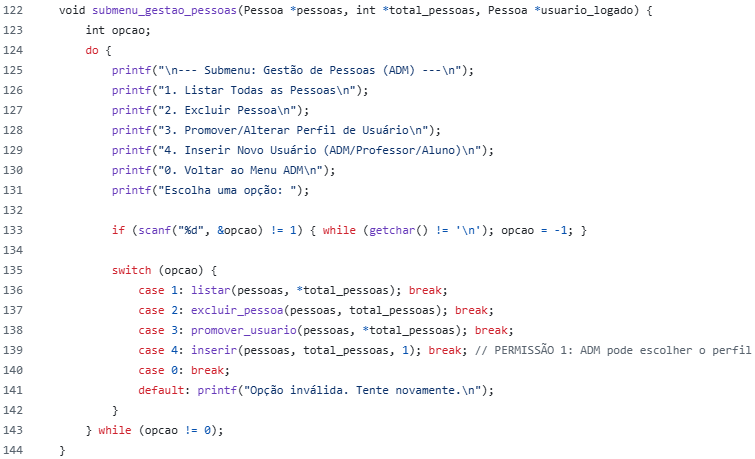 122 void submenu_gestao_pessoas(Pessoa *pessoas, int *total_pessoas, Pessoa *usuario_logado) {
123     int opcao;
124     do {
125         printf("\n--- Submenu: Gestão de Pessoas (ADM) ---\n");
126         printf("1. Listar Todas as Pessoas\n");
127         printf("2. Excluir Pessoa\n");
128         printf("3. Promover/Alterar Perfil de Usuário\n");
129         printf("4. Inserir Novo Usuário (ADM/Professor/Aluno)\n");
130         printf("0. Voltar ao Menu ADM\n");
131         printf("Escolha uma opção: ");
132
133         if (scanf("%d", &opcao) != 1) { while (getchar() != '\n'); opcao = -1; }
134
135         switch (opcao) {
136             case 1: listar(pessoas, *total_pessoas); break;
137             case 2: excluir_pessoa(pessoas, total_pessoas); break;
138             case 3: promover_usuario(pessoas, *total_pessoas); break;
139             case 4: inserir(pessoas, total_pessoas, 1); break; // PERMISSÃO 1: ADM pode escolher o perfil
140             case 0: break;
141             default: printf("Opção inválida. Tente novamente.\n");
142         }
143     } while (opcao != 0);
144 }